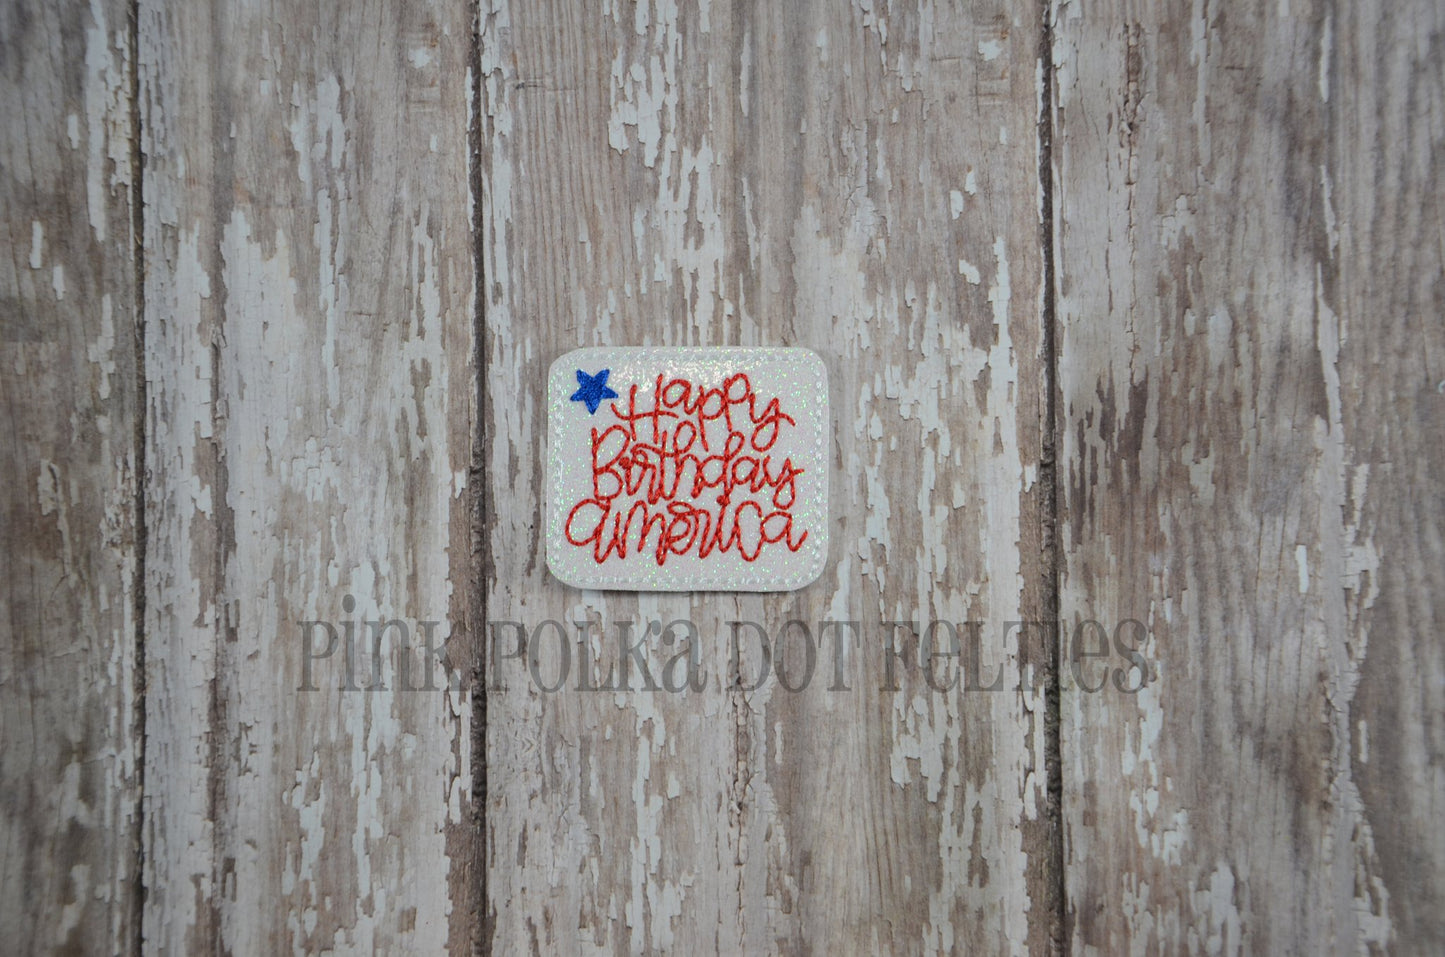 Happy
Birthday
america
Pink Polka Dot Felties